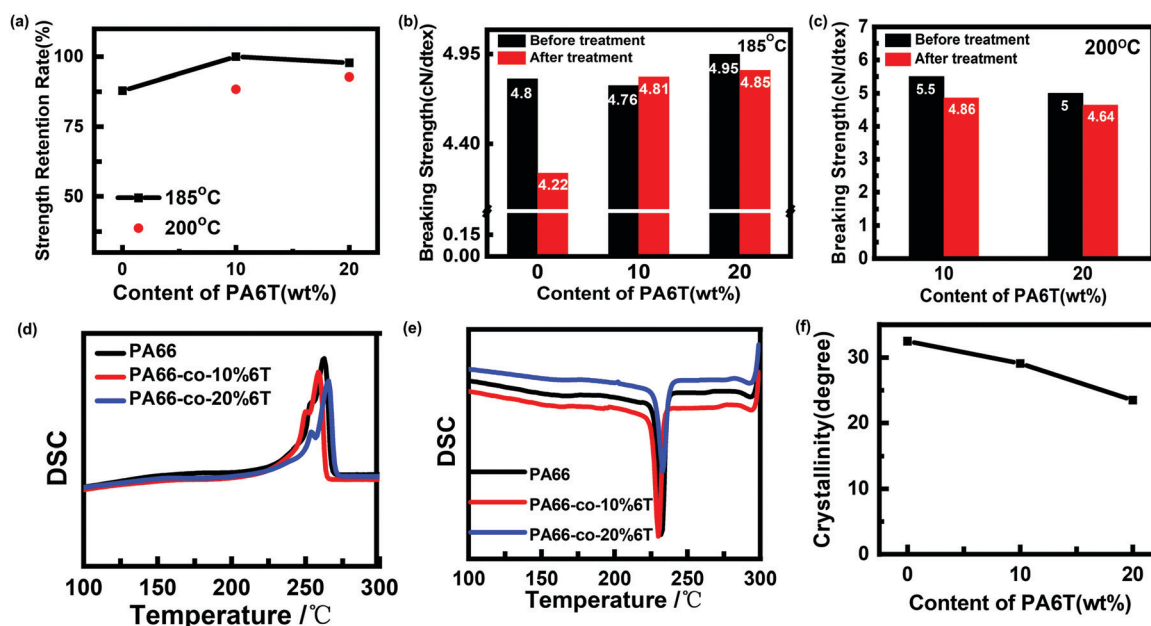 (a)
Strength Retention Rate(%)
100
75
50
185°C
200°C
0 10 20
Content of PA6T(wt%)
(b)
Breaking Strength(cN/dtex)
4.95
4.40
0.15
0.00
Before treatment
After treatment
185°C
4.8
4.22
4.76
4.81
4.95
4.85
0 10 20
Content of PA6T(wt%)
(c)
Breaking Strength(cN/dtex)
7
6
5
4
3
2
1
0
Before treatment
After treatment
200°C
5.5
4.86
5
4.64
10 20
Content of PA6T(wt%)
(d)
DSC
PA66
PA66-co-10%6T
PA66-co-20%6T
100 150 200 250 300
Temperature /℃
(e)
DSC
PA66
PA66-co-10%6T
PA66-co-20%6T
100 150 200 250 300
Temperature /℃
(f)
Crystallinity(degree)
30
20
10
0
0 10 20
Content of PA6T(wt%)